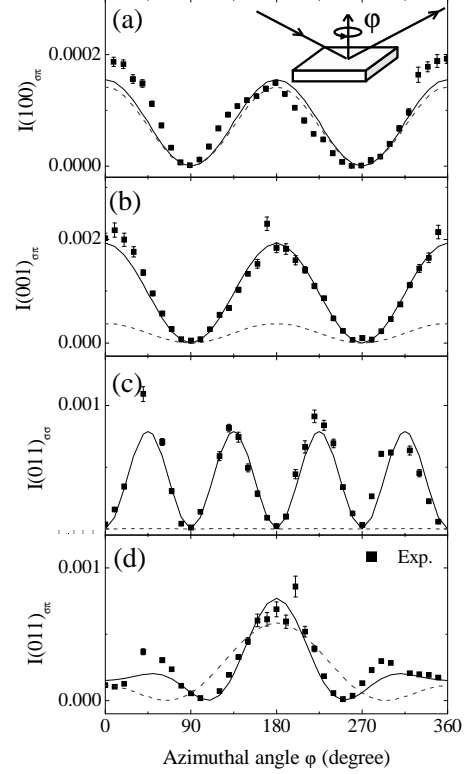 (a)
φ
0.0002
0.0000
I(100)σπ
(b)
0.002
0.000
I(001)σπ
(c)
0.001
I(011)σσ
(d)
■ Exp.
0.001
0.000
I(011)σπ
0 90 180 270 360
Azimuthal angle φ (degree)